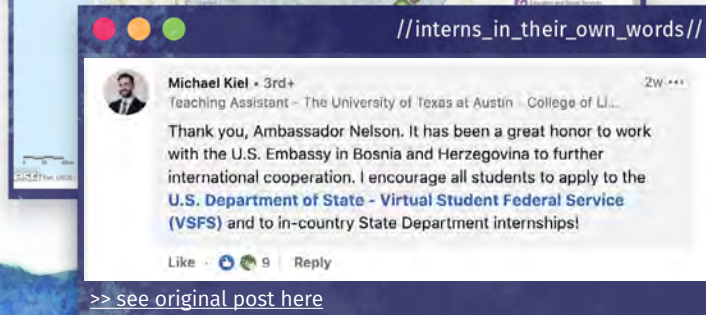 //interns_in_their_own_words//
Michael Kiel • 3rd+
2w •••
Teaching Assistant - The University of Texas at Austin - College of Li...
Thank you, Ambassador Nelson. It has been a great honor to work
with the U.S. Embassy in Bosnia and Herzegovina to further
international cooperation. I encourage all students to apply to the
U.S. Department of State - Virtual Student Federal Service
(VSFS) and to in-country State Department internships!
Like · 9 | Reply
>> see original post here